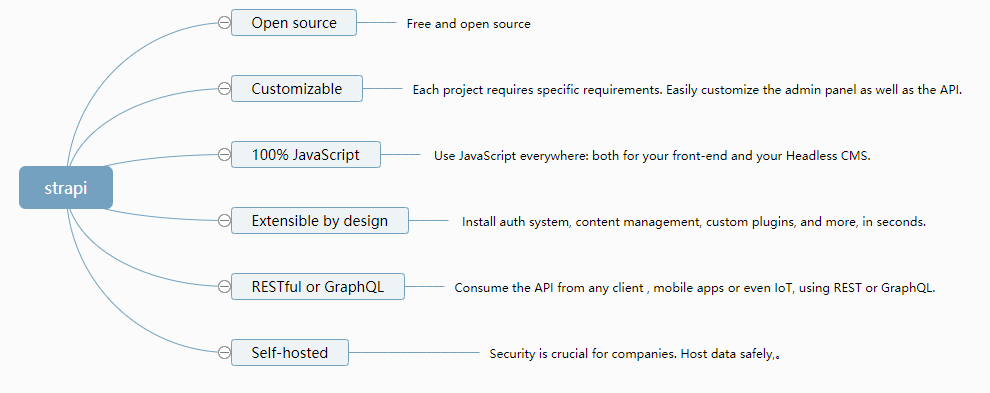 Open source
Free and open source
Customizable
Each project requires specific requirements. Easily customize the admin panel as well as the API.
100% JavaScript
Use JavaScript everywhere: both for your front-end and your Headless CMS.
strapi
Extensible by design
Install auth system, content management, custom plugins, and more, in seconds.
RESTful or GraphQL
Consume the API from any client , mobile apps or even IoT, using REST or GraphQL.
Self-hosted
Security is crucial for companies. Host data safely,。